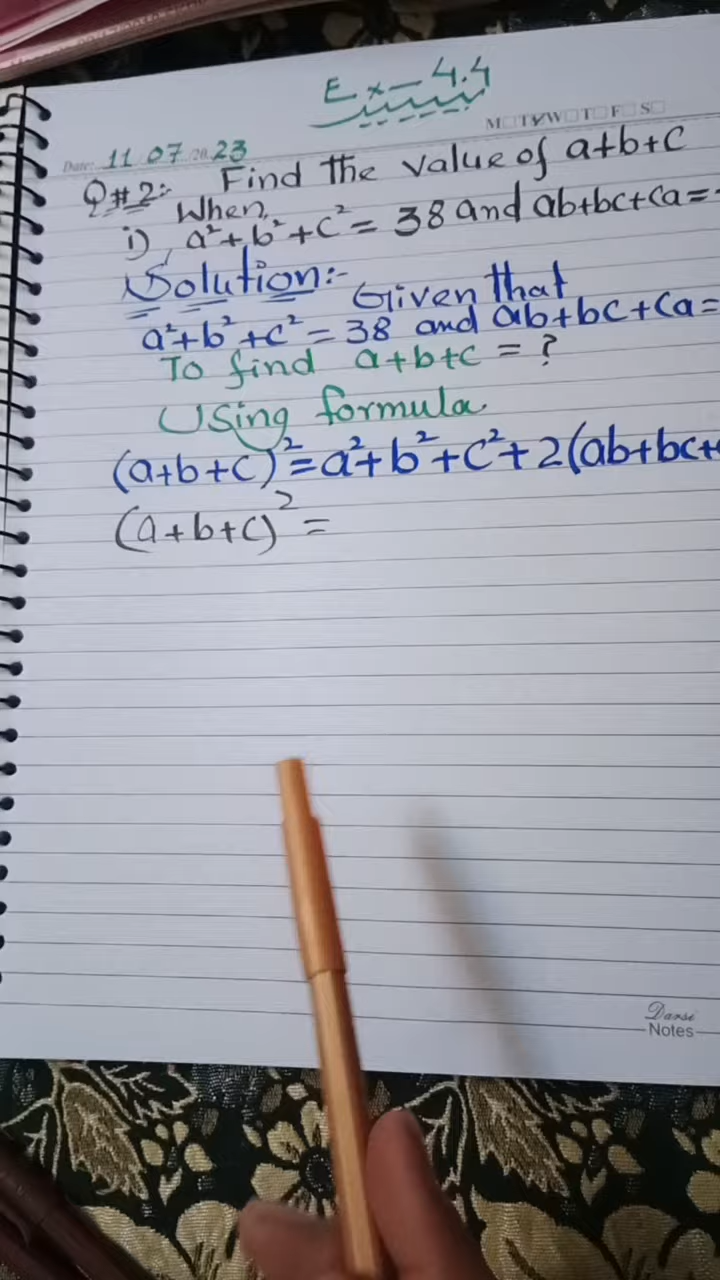 Ex - 4.4
M T W T F S
Date: 11 07 20 23
Q#2:- Find the value of a+b+c
When
i) a²+b²+c² = 38 and ab+bc+ca = -
Solution:- Given that
a²+b²+c² = 38 and ab+bc+ca =
To find a+b+c = ?
Using formula
(a+b+c)² = a²+b²+c²+2(ab+bc+
(a+b+c)² =
Darsi
Notes